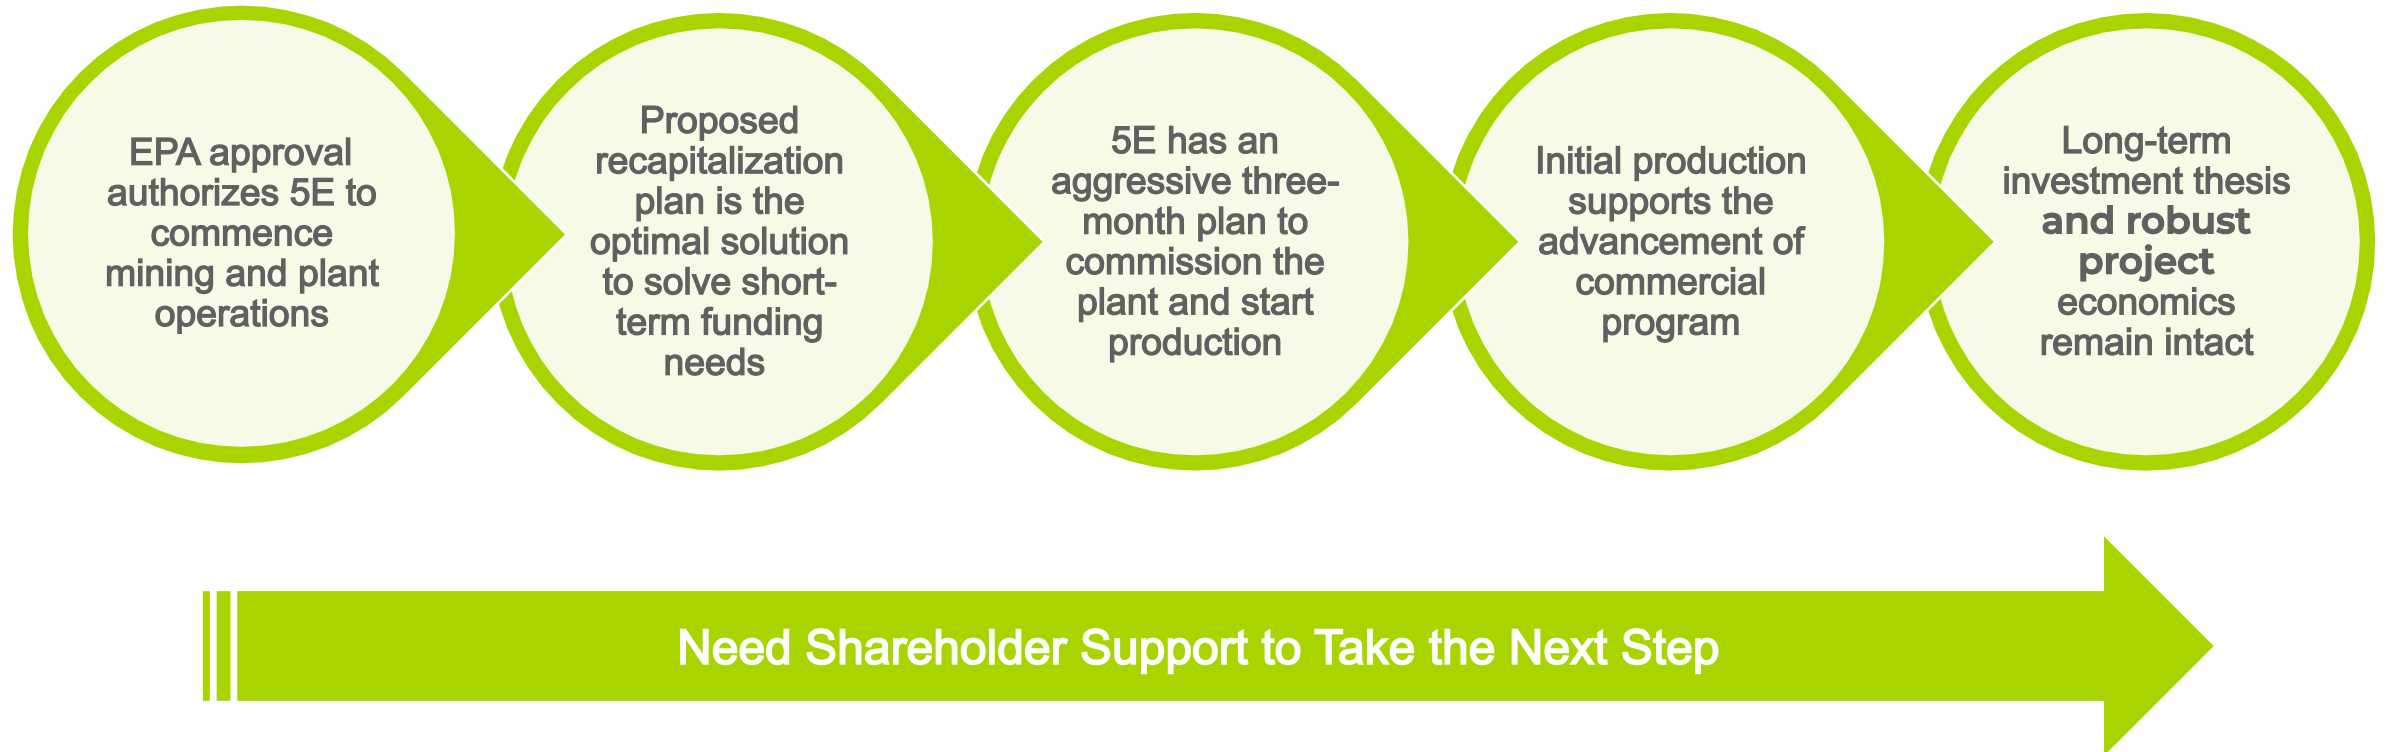 EPA approval
authorizes 5E to
commence
mining and plant
operations
Proposed
recapitalization
plan is the
optimal solution
to solve short-
term funding
needs
5E has an
aggressive three-
month plan to
commission the
plant and start
production
Initial production
supports the
advancement of
commercial
program
Long-term
investment thesis
and robust
project
economics
remain intact
Need Shareholder Support to Take the Next Step